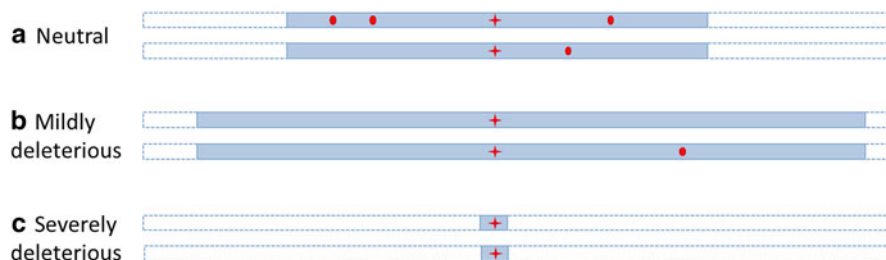 a Neutral
b Mildly
deleterious
c Severely
deleterious